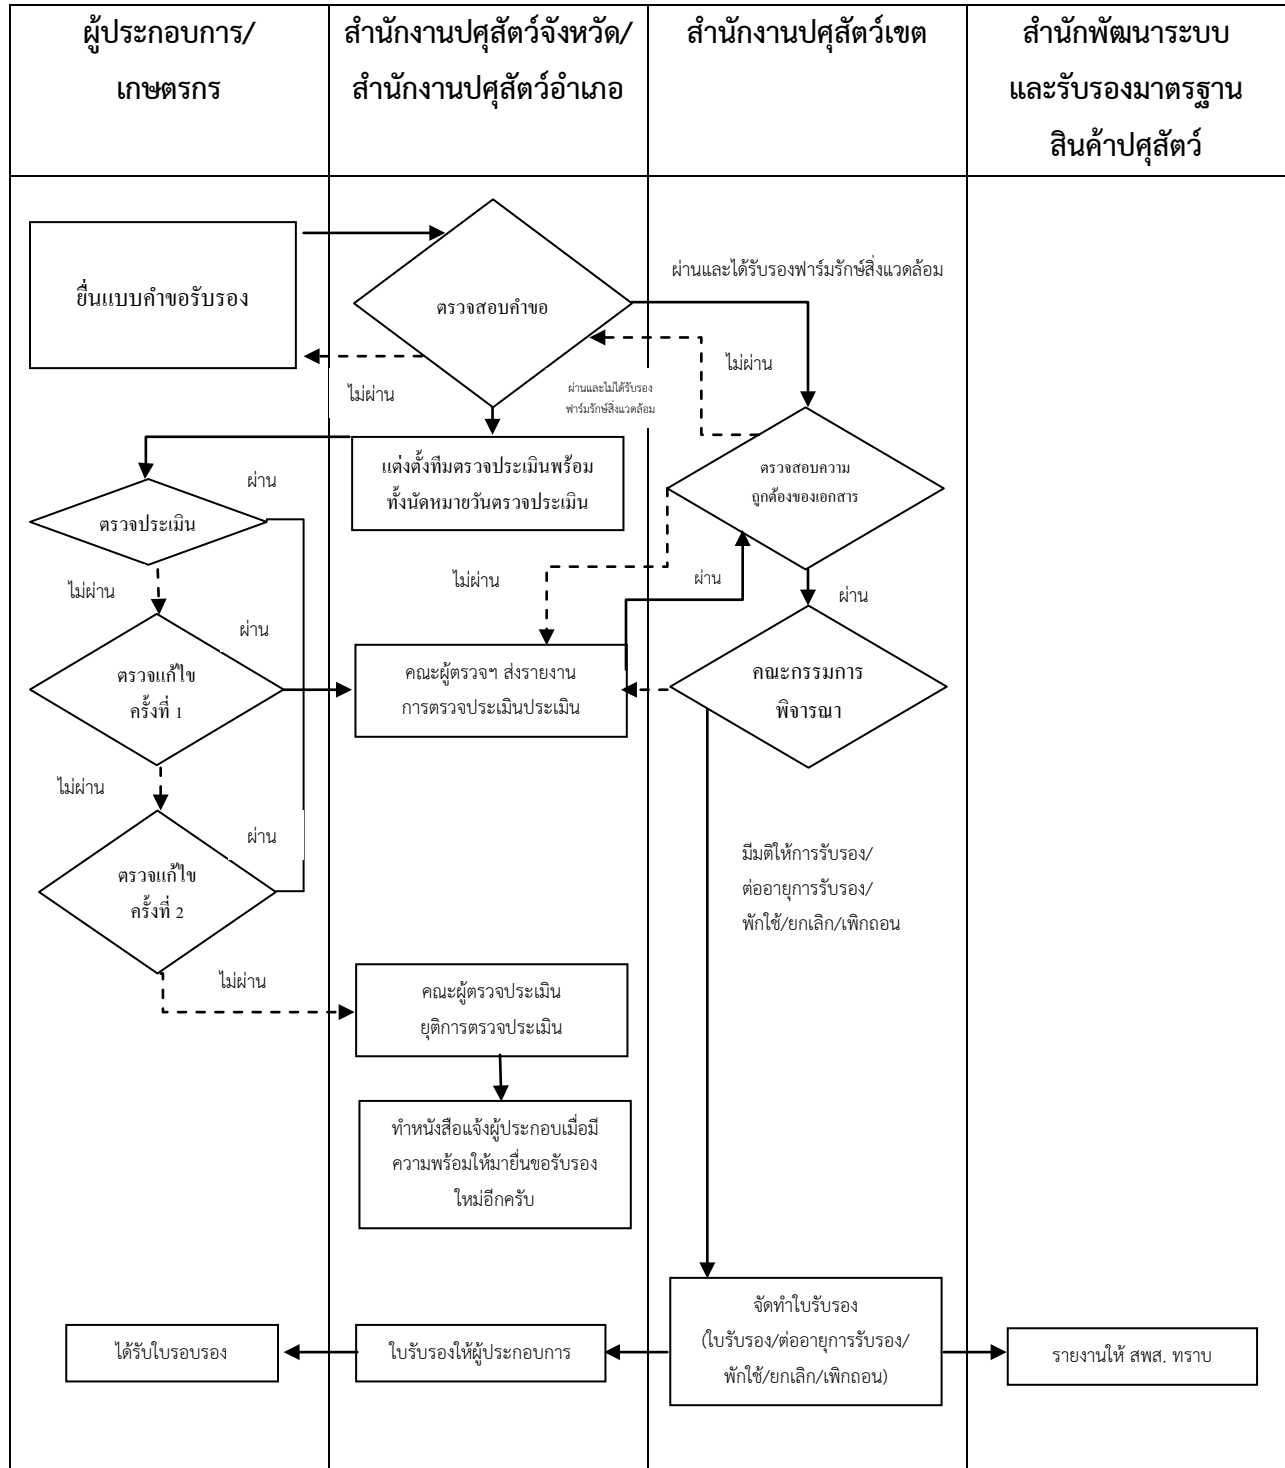 ผู้ประกอบการ/
เกษตรกร
สำนักงานปศุสัตว์จังหวัด/
สำนักงานปศุสัตว์อำเภอ
สำนักงานปศุสัตว์เขต
สำนักพัฒนาระบบ
และรับรองมาตรฐาน
สินค้าปศุสัตว์
ยื่นแบบคำขอรับรอง
ตรวจสอบคำขอ
ผ่านและได้รับรองฟาร์มรักษ์สิ่งแวดล้อม
ไม่ผ่าน
ไม่ผ่าน
ผ่านและไม่ได้รับรอง
ฟาร์มรักษ์สิ่งแวดล้อม
แต่งตั้งทีมตรวจประเมินพร้อม
ทั้งนัดหมายวันตรวจประเมิน
ตรวจสอบความ
ถูกต้องของเอกสาร
ผ่าน
ตรวจประเมิน
ไม่ผ่าน
ไม่ผ่าน
ผ่าน
ผ่าน
ผ่าน
ตรวจแก้ไข
ครั้งที่ 1
คณะผู้ตรวจฯ ส่งรายงาน
การตรวจประเมินประเมิน
คณะกรรมการ
พิจารณา
ไม่ผ่าน
ผ่าน
ตรวจแก้ไข
ครั้งที่ 2
มีมติให้การรับรอง/
ต่ออายุการรับรอง/
พักใช้/ยกเลิก/เพิกถอน
ไม่ผ่าน
คณะผู้ตรวจประเมิน
ยุติการตรวจประเมิน
ทำหนังสือแจ้งผู้ประกอบเมื่อมี
ความพร้อมให้มายื่นขอรับรอง
ใหม่อีกครับ
จัดทำใบรับรอง
(ใบรับรอง/ต่ออายุการรับรอง/
พักใช้/ยกเลิก/เพิกถอน)
ได้รับใบรอบรอง
ใบรับรองให้ผู้ประกอบการ
รายงานให้ สพส. ทราบ